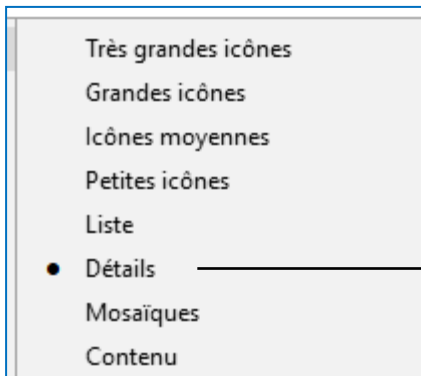 Très grandes icônes
Grandes icônes
Icônes moyennes
Petites icônes
Liste
Détails
Mosaïques
Contenu